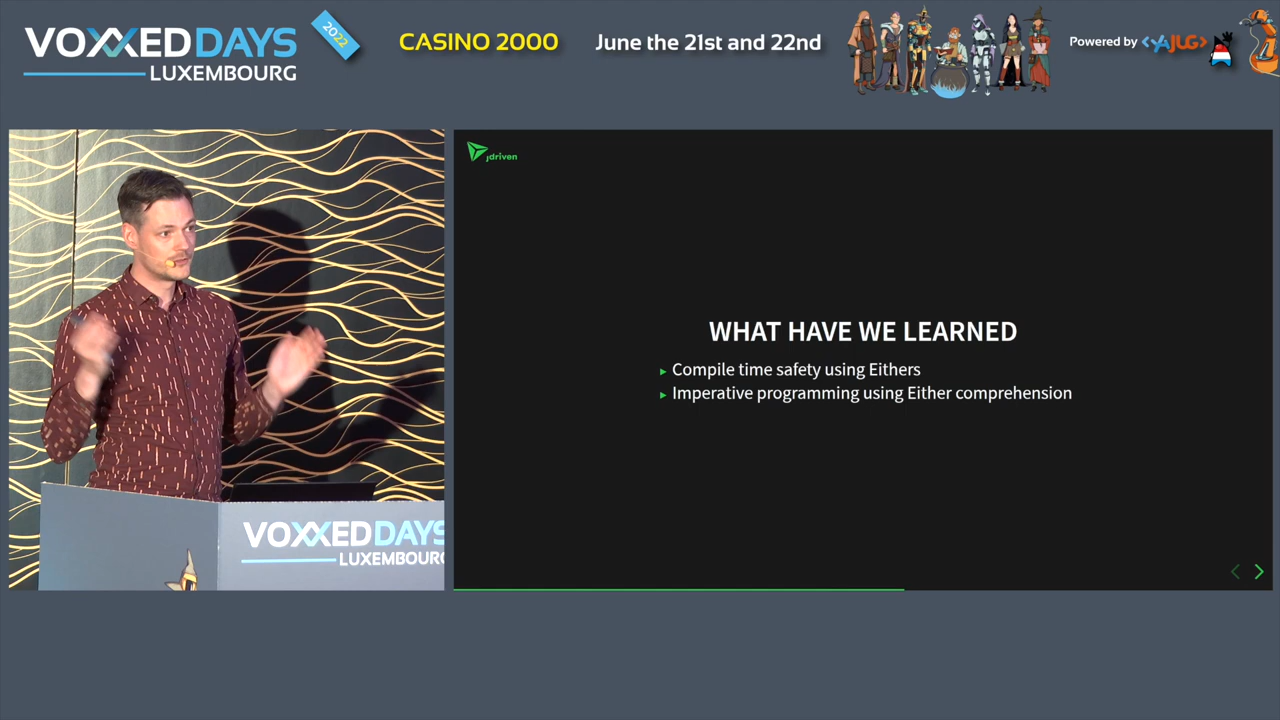 VOXXEDDAYS
LUXEMBOURG
2022
CASINO 2000
June the 21st and 22nd
Powered by <YAJUG>
jdriven
WHAT HAVE WE LEARNED
Compile time safety using Eithers
Imperative programming using Either comprehension
VOXXEDDAYS
LUXEMBOURG